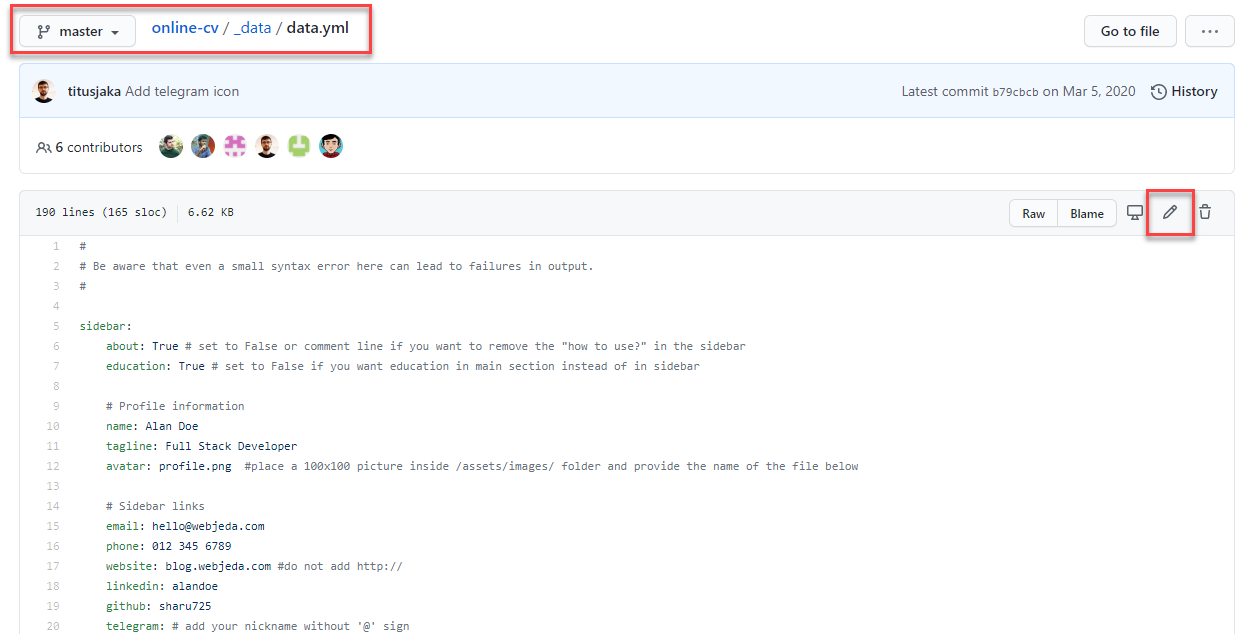 master online-cv / _data / data.yml Go to file ...
titusjaka Add telegram icon Latest commit b79cbcb on Mar 5, 2020 History
6 contributors
190 lines (165 sloc) 6.62 KB Raw Blame
1 #
2 # Be aware that even a small syntax error here can lead to failures in output.
3 #
4
5 sidebar:
6 about: True # set to False or comment line if you want to remove the "how to use?" in the sidebar
7 education: True # set to False if you want education in main section instead of in sidebar
8
9 # Profile information
10 name: Alan Doe
11 tagline: Full Stack Developer
12 avatar: profile.png #place a 100x100 picture inside /assets/images/ folder and provide the name of the file below
13
14 # Sidebar links
15 email: hello@webjeda.com
16 phone: 012 345 6789
17 website: blog.webjeda.com #do not add http://
18 linkedin: alandoe
19 github: sharu725
20 telegram: # add your nickname without '@' sign